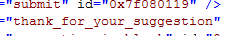 ="submit" id="0x7f080119" />
="thank_for_your_suggestion"